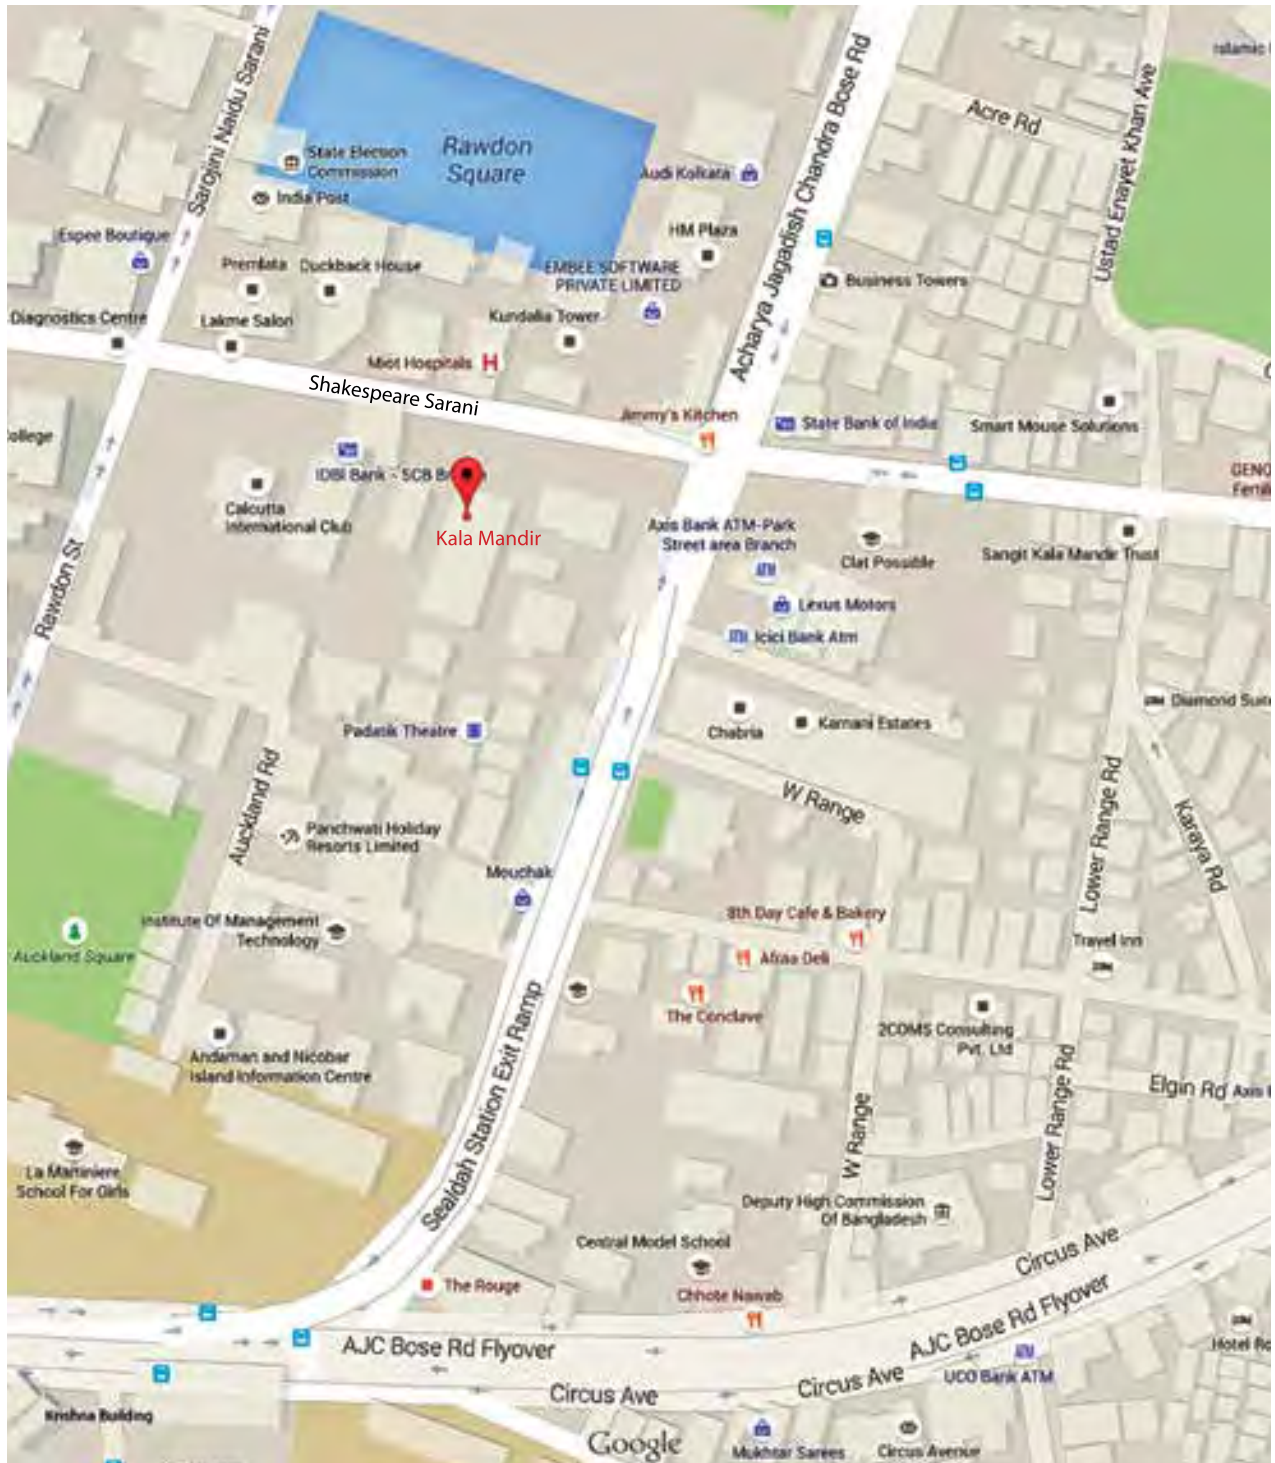 Sarojini Naidu Sarani
Rawdon
Square
State Election
Commission
India Post
Audi Kolkata
Acharya Jagadish Chandra Bose Rd
Acre Rd
Ustad Enayet Khan Ave
Islamic
Espee Boutique
HM Plaza
Premlata
Duckback House
EMBEE SOFTWARE
PRIVATE LIMITED
Business Towers
Diagnostics Centre
Lakme Salon
Kundalia Tower
Miot Hospitals
Shakespeare Sarani
Jimmy's Kitchen
State Bank of India
Smart Mouse Solutions
ollege
IDBI Bank - SCB B
GENO
Fertili
Calcutta
International Club
Kala Mandir
Axis Bank ATM-Park
Street area Branch
Clat Possible
Sangit Kala Mandir Trust
Rawdon St
Lexus Motors
Icici Bank Atm
Diamond Suite
Padatik Theatre
Chabria
Kamani Estates
W Range
Auckland Rd
Panchwati Holiday
Resorts Limited
Lower Range Rd
Karaya Rd
Mouchak
Institute Of Management
Technology
8th Day Cafe & Bakery
Travel Inn
Auckland Square
Afraa Deli
The Conclave
2COMS Consulting
Pvt. Ltd
Andaman and Nicobar
Island Information Centre
Sealdah Station Exit Ramp
Elgin Rd
Axis
W Range
Lower Range Rd
La Martiniere
School For Girls
Deputy High Commission
Of Bangladesh
Central Model School
Circus Ave
The Rouge
Chhote Nawab
AJC Bose Rd Flyover
AJC Bose Rd Flyover
Hotel Ro
UCO Bank ATM
Circus Ave
Circus Ave
Krishna Building
Google
Mukhtar Sarees
Circus Avenue